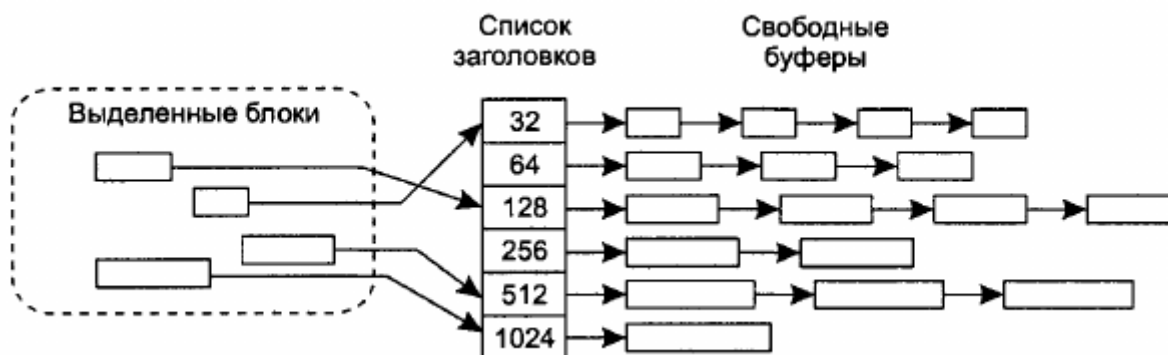 Список
заголовков
Свободные
буферы
Выделенные блоки
32
64
128
256
512
1024